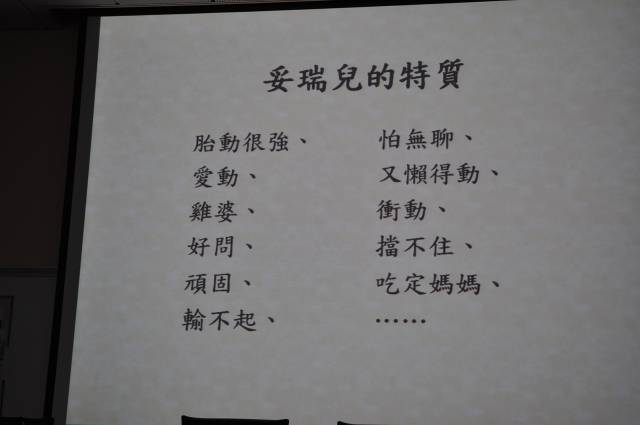 妥瑞兒的特質
胎動很強、
愛動、
雞婆、
好問、
頑固、
輸不起、
怕無聊、
又懶得動、
衝動、
擋不住、
吃定媽媽、
……